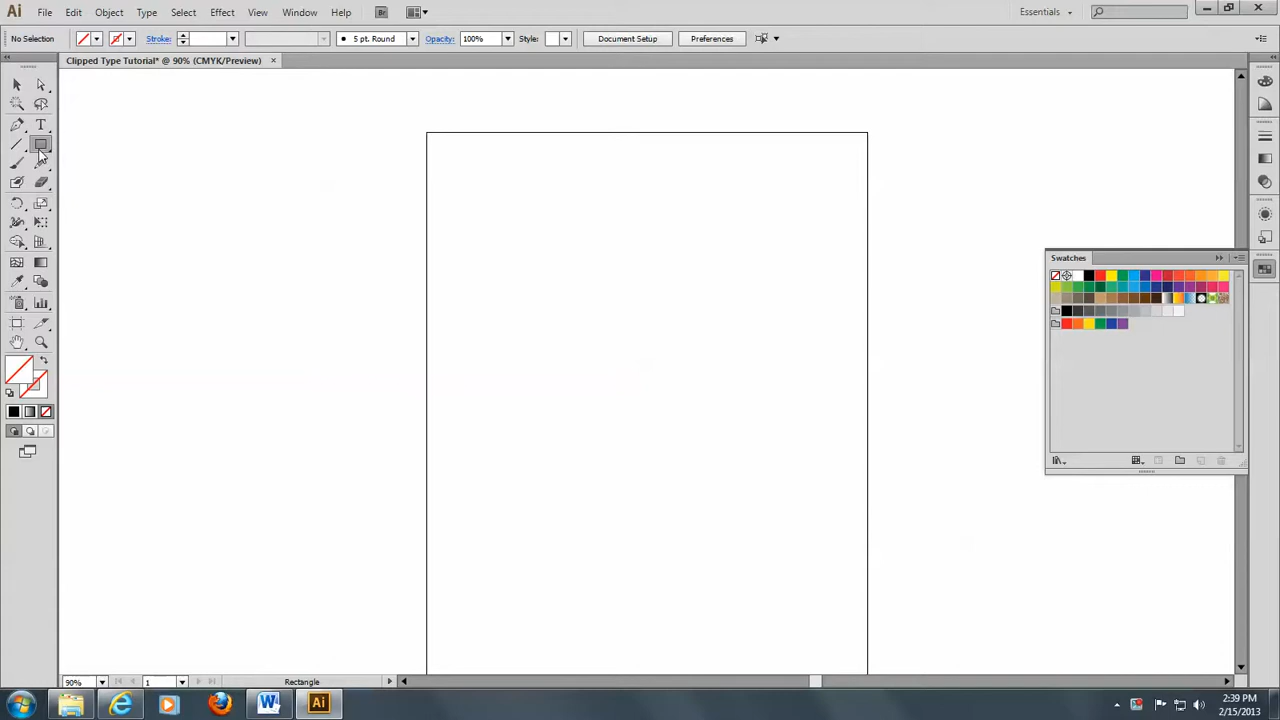 Ai File Edit Object Type Select Effect View Window Help Br Essentials
No Selection Stroke: 5 pt. Round Opacity: 100% Style: Document Setup Preferences
Clipped Type Tutorial* @ 90% (CMYK/Preview) ×
T
Swatches
90% 1 Rectangle
W Ai 2:39 PM
2/15/2013